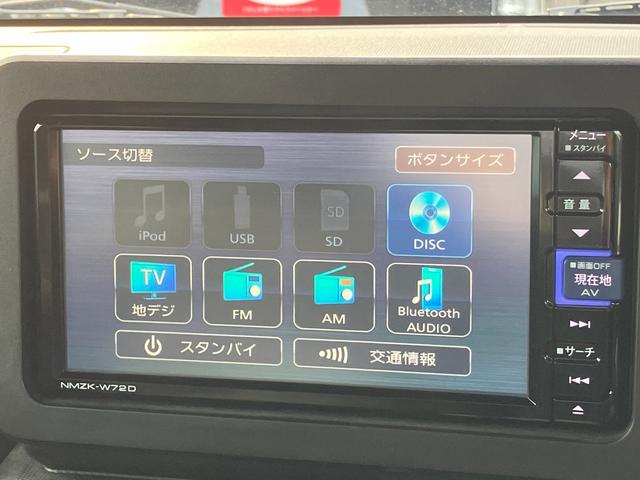 ソース切替
ボタンサイズ
iPod
USB
SD
SD
DISC
TV
地デジ
FM
AM
Bluetooth
AUDIO
スタンバイ
交通情報
NMZK-W72D
メニュー
■スタンバイ
音量
■画面OFF
現在地
AV
■サーチ